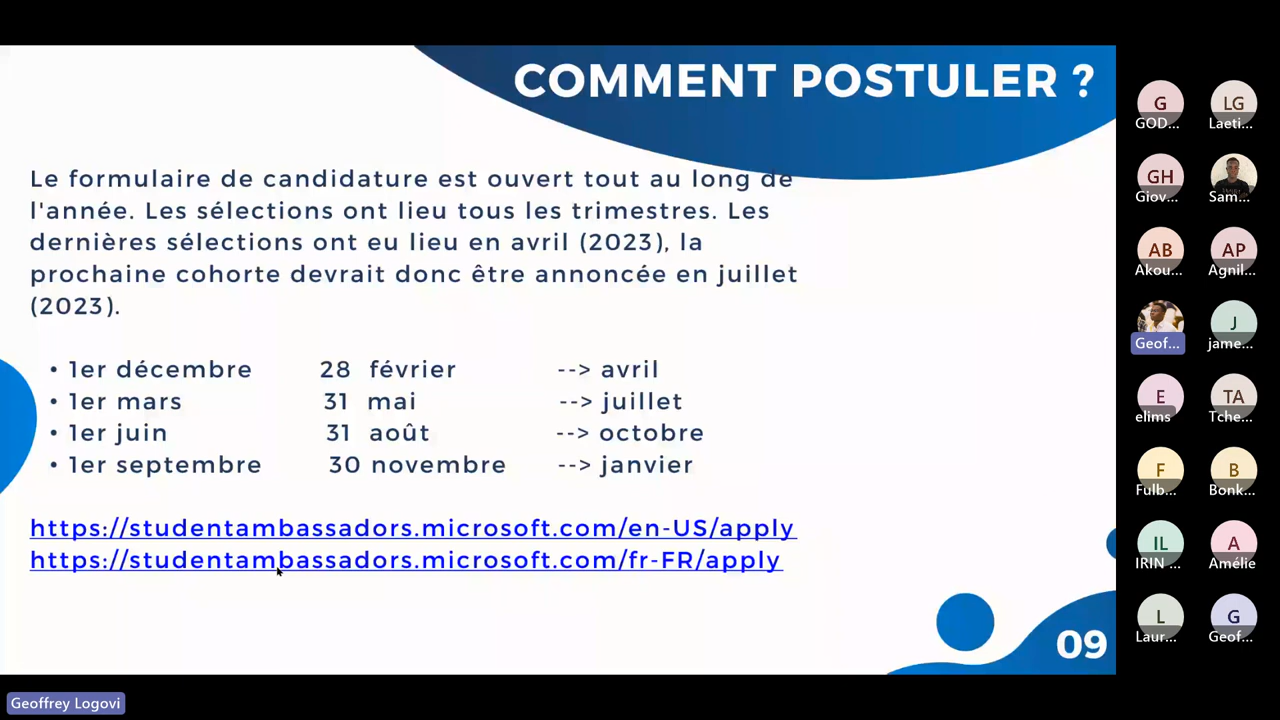 COMMENT POSTULER ?
Le formulaire de candidature est ouvert tout au long de
l'année. Les sélections ont lieu tous les trimestres. Les
dernières sélections ont eu lieu en avril (2023), la
prochaine cohorte devrait donc être annoncée en juillet
(2023).
• 1er décembre 28 février --> avril
• 1er mars 31 mai --> juillet
• 1er juin 31 août --> octobre
• 1er septembre 30 novembre --> janvier
https://studentambassadors.microsoft.com/en-US/apply
https://studentambassadors.microsoft.com/fr-FR/apply
09
G LG
GOD... Laeti...
GH
Giov... Sam...
AB AP
Akou... Agnil...
J
Geof... jame...
E TA
elims Tche...
F B
Fulb... Bonk...
IL A
IRIN ... Amélie
L G
Laur... Geof...
Geoffrey Logovi